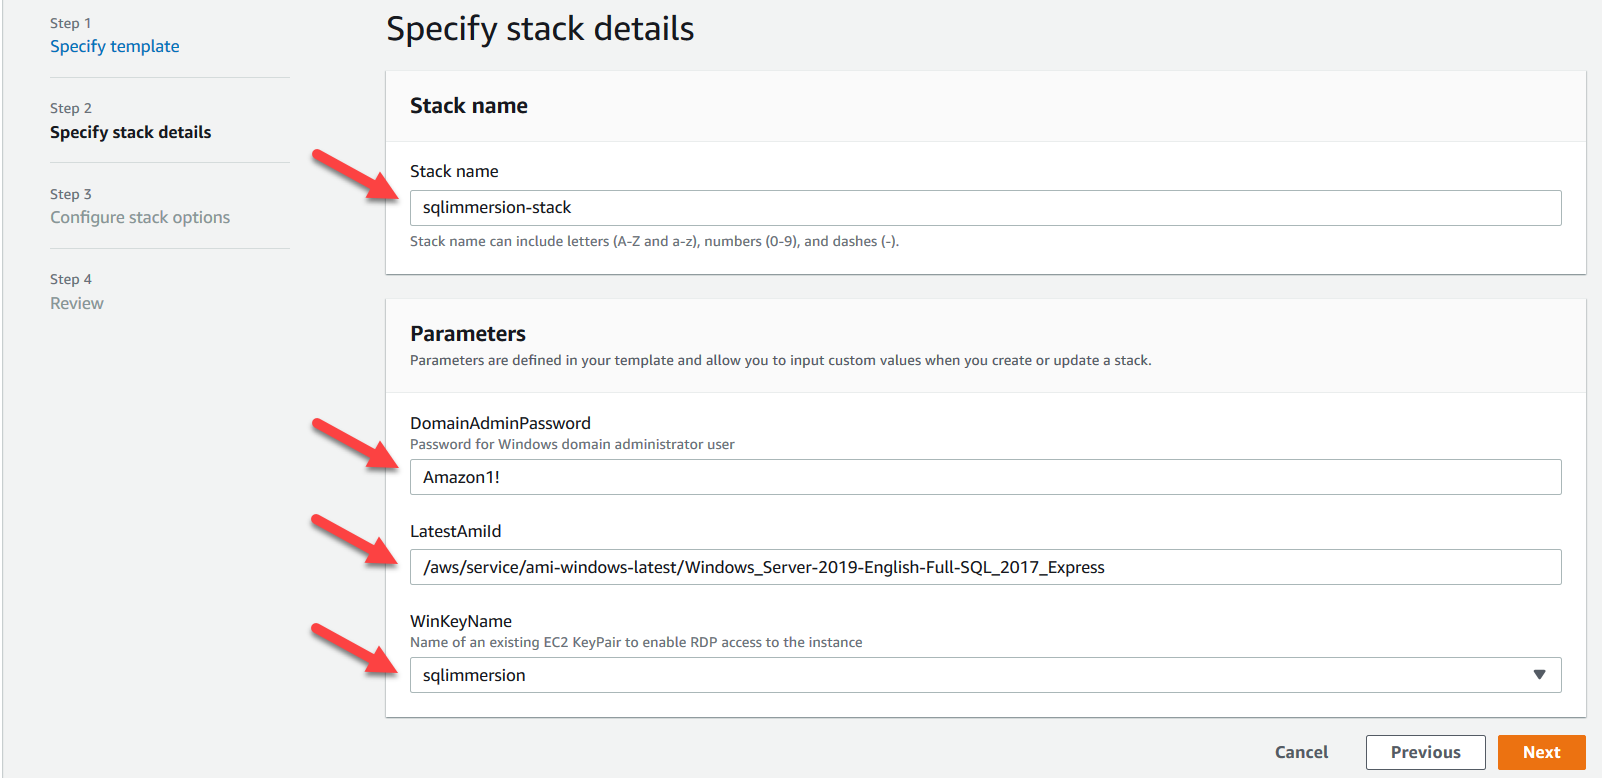 Step 1
Specify template
Step 2
Specify stack details
Step 3
Configure stack options
Step 4
Review
Specify stack details
Stack name
Stack name
sqlimmersion-stack
Stack name can include letters (A-Z and a-z), numbers (0-9), and dashes (-).
Parameters
Parameters are defined in your template and allow you to input custom values when you create or update a stack.
DomainAdminPassword
Password for Windows domain administrator user
Amazon1!
LatestAmiId
/aws/service/ami-windows-latest/Windows_Server-2019-English-Full-SQL_2017_Express
WinKeyName
Name of an existing EC2 KeyPair to enable RDP access to the instance
sqlimmersion
Cancel Previous Next